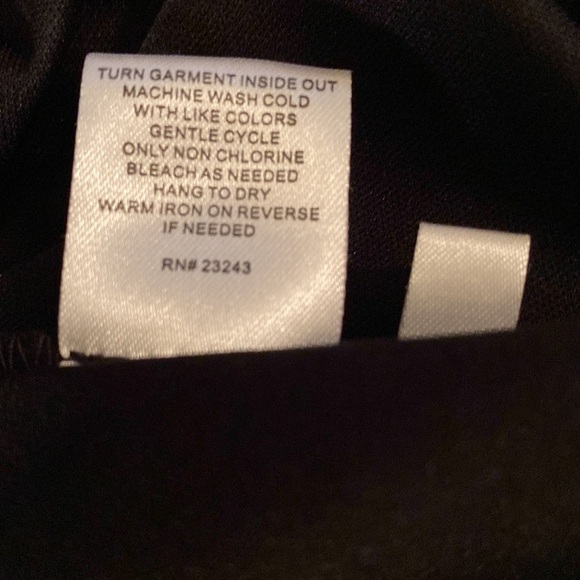 TURN GARMENT INSIDE OUT
MACHINE WASH COLD
WITH LIKE COLORS
GENTLE CYCLE
ONLY NON CHLORINE
BLEACH AS NEEDED
HANG TO DRY
WARM IRON ON REVERSE
IF NEEDED
RN# 23243